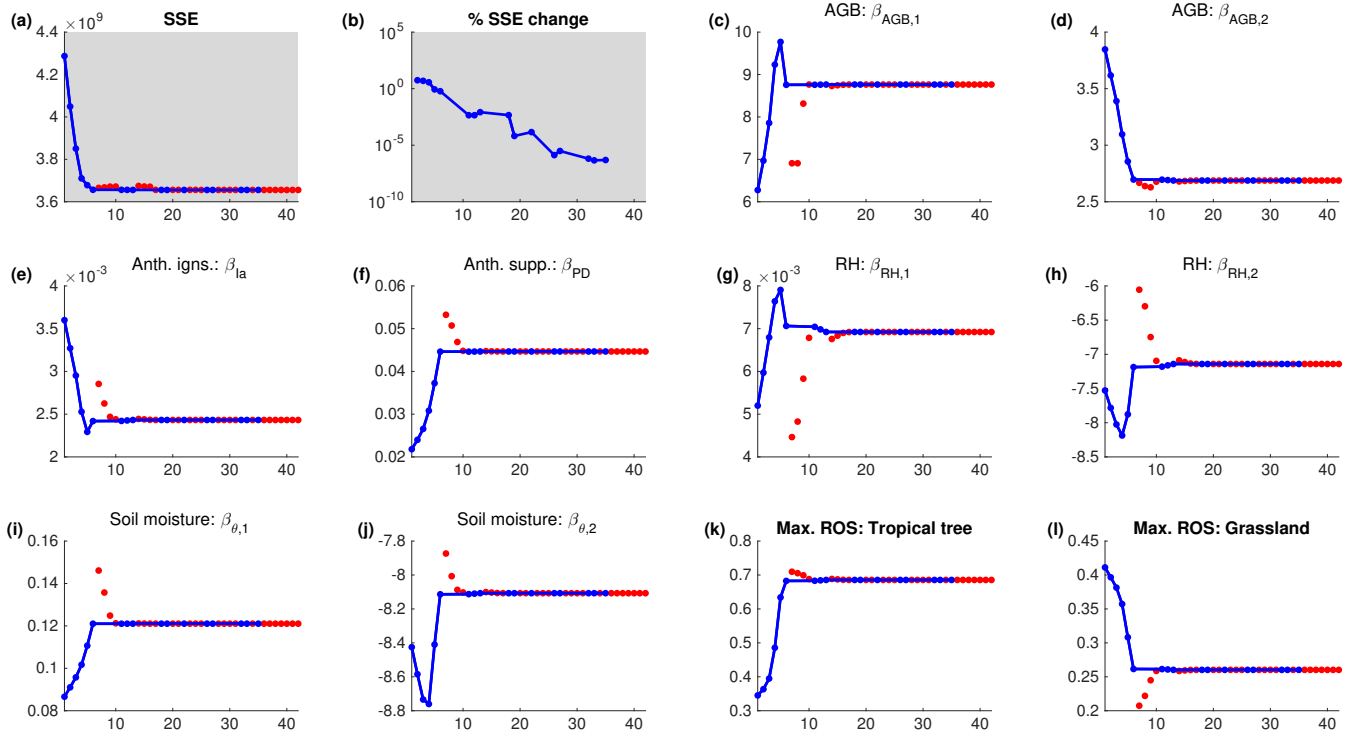 (a) SSE
×10⁹
4.4
4.2
4
3.8
3.6
10 20 30 40
(b) % SSE change
10⁵
10⁰
10⁻⁵
10⁻¹⁰
10 20 30 40
(c) AGB: β_AGB,1
10
9
8
7
6
10 20 30 40
(d) AGB: β_AGB,2
4
3.5
3
2.5
10 20 30 40
(e) Anth. igns.: β_Ia
×10⁻³
4
3.5
3
2.5
2
10 20 30 40
(f) Anth. supp.: β_PD
0.06
0.05
0.04
0.03
0.02
10 20 30 40
(g) RH: β_RH,1
×10⁻³
8
7
6
5
4
10 20 30 40
(h) RH: β_RH,2
-6
-6.5
-7
-7.5
-8
-8.5
10 20 30 40
(i) Soil moisture: β_θ,1
0.16
0.14
0.12
0.1
0.08
10 20 30 40
(j) Soil moisture: β_θ,2
-7.8
-8
-8.2
-8.4
-8.6
-8.8
10 20 30 40
(k) Max. ROS: Tropical tree
0.8
0.7
0.6
0.5
0.4
0.3
10 20 30 40
(l) Max. ROS: Grassland
0.45
0.4
0.35
0.3
0.25
0.2
10 20 30 40